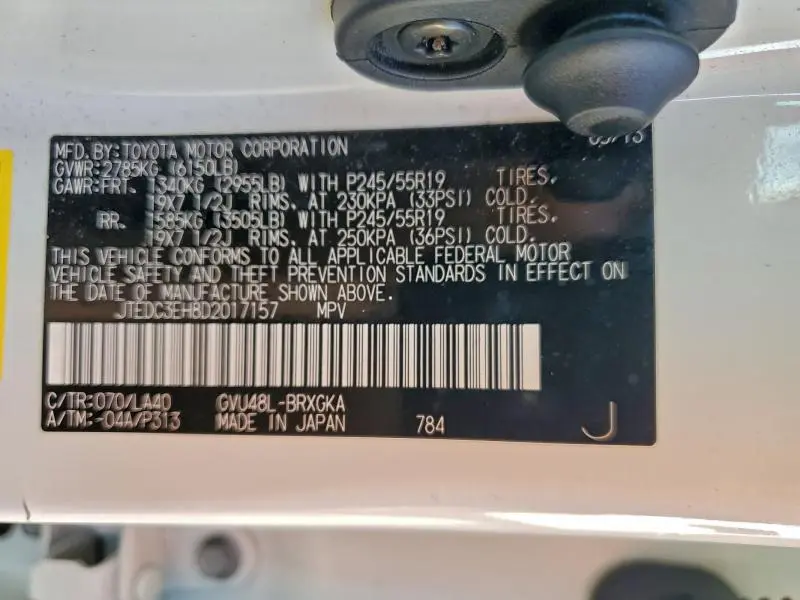 MFD. BY: TOYOTA MOTOR CORPORATION
GVWR: 2785KG (6150LB)
GAWR: FRT. 1340KG (2955LB) WITH P245/55R19 TIRES.
19X7 1/2J RIMS. AT 230KPA (33PSI) COLD.
RR. 1585KG (3505LB) WITH P245/55R19 TIRES.
19X7 1/2J RIMS. AT 250KPA (36PSI) COLD.
THIS VEHICLE CONFORMS TO ALL APPLICABLE FEDERAL MOTOR
VEHICLE SAFETY AND THEFT PREVENTION STANDARDS IN EFFECT ON
THE DATE OF MANUFACTURE SHOWN ABOVE.
JTEDC3EH8D2017157 MPV
C/TR: 070/LA40 GVU48L-BRXGKA
A/TM: -04A/P313 MADE IN JAPAN 784 J